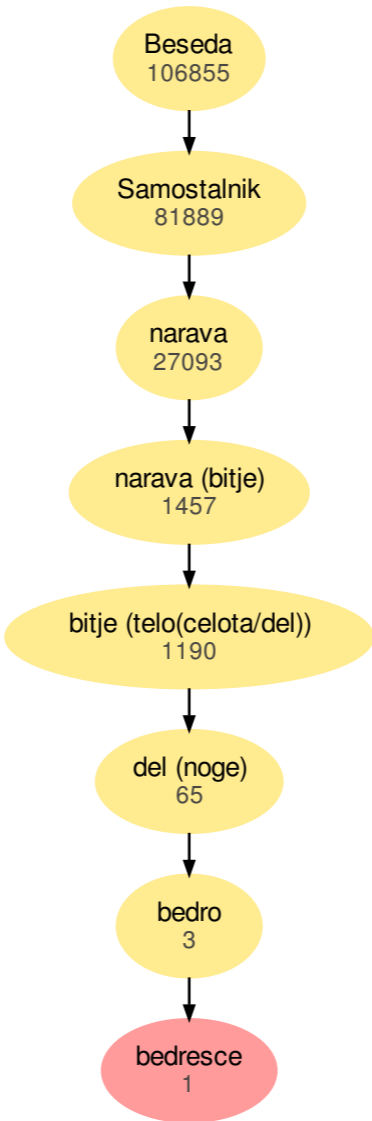 Beseda
106855
Samostalnik
81889
narava
27093
narava (bitje)
1457
bitje (telo(celota/del))
1190
del (noge)
65
bedro
3
bedresce
1